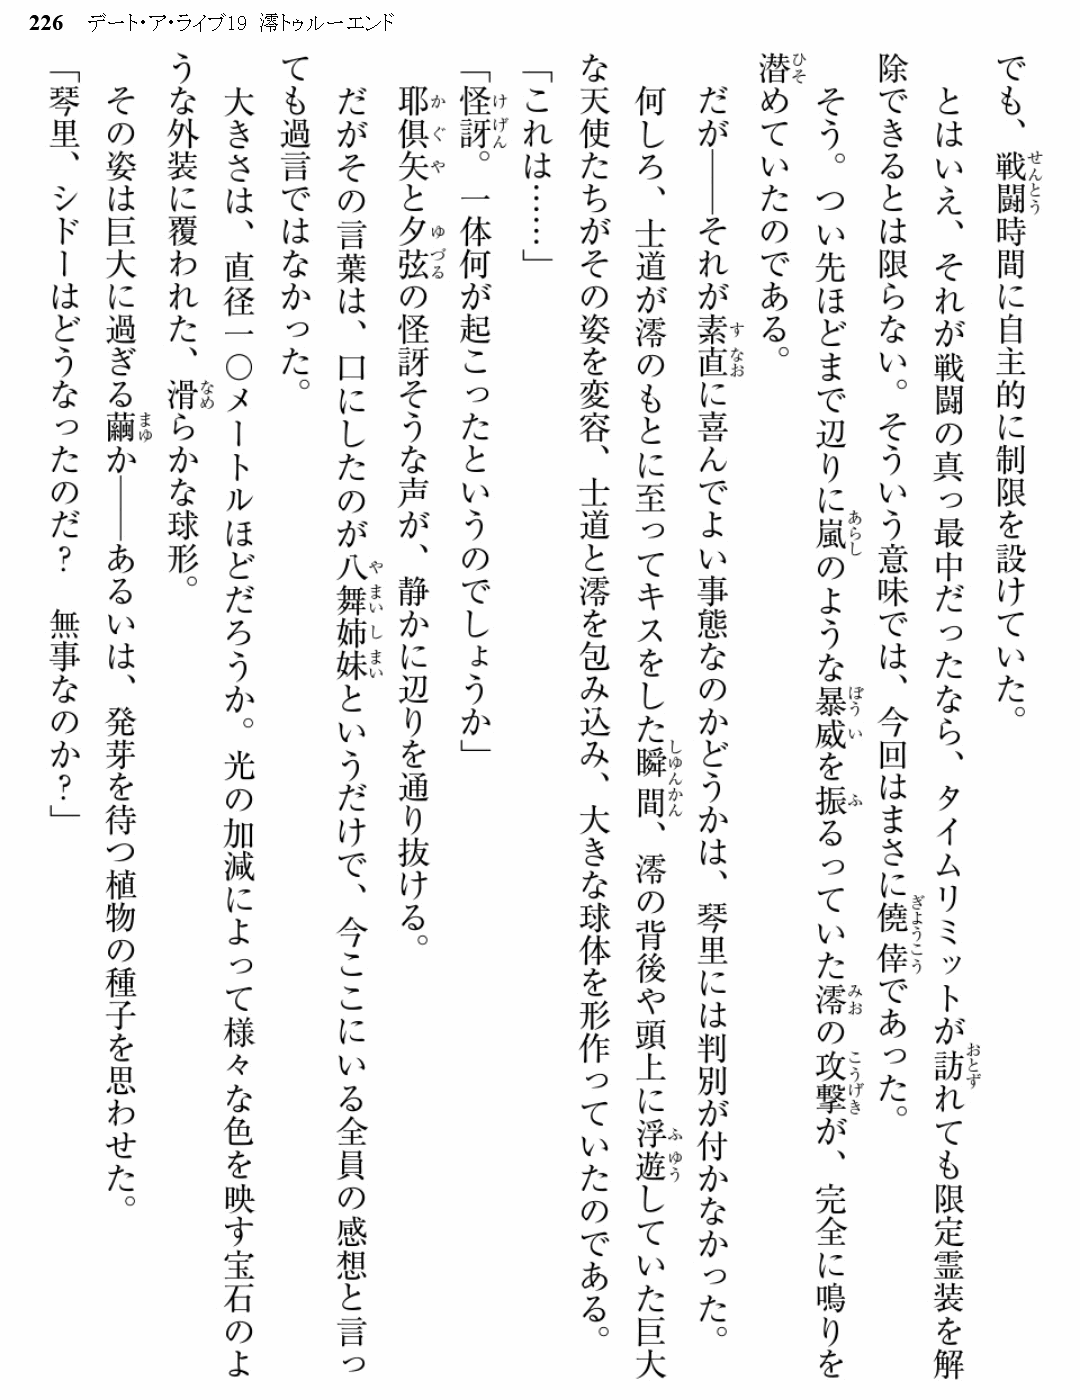 226 デート・ア・ライブ19 澪トゥルーエンド
でも、戦闘時間に自主的に制限を設けていた。
とはいえ、それが戦闘の真っ最中だったなら、タイムリミットが訪れても限定霊装を解
除できるとは限らない。そういう意味では、今回はまさに僥倖であった。
そう。つい先ほどまで辺りに嵐のような暴威を振るっていた澪の攻撃が、完全に鳴りを
潜めていたのである。
だが――それが素直に喜んでよい事態なのかどうかは、琴里には判別が付かなかった。
何しろ、士道が澪のもとに至ってキスをした瞬間、澪の背後や頭上に浮遊していた巨大
な天使たちがその姿を変容、士道と澪を包み込み、大きな球体を形作っていたのである。
「これは……」
「怪訝。一体何が起こったというのでしょうか」
耶倶矢と夕弦の怪訝そうな声が、静かに辺りを通り抜ける。
だがその言葉は、口にしたのが八舞姉妹というだけで、今ここにいる全員の感想と言っ
ても過言ではなかった。
大きさは、直径一〇メートルほどだろうか。光の加減によって様々な色を映す宝石のよ
うな外装に覆われた、滑らかな球形。
その姿は巨大に過ぎる繭か――あるいは、発芽を待つ植物の種子を思わせた。
「琴里、シドーはどうなったのだ？　無事なのか？」